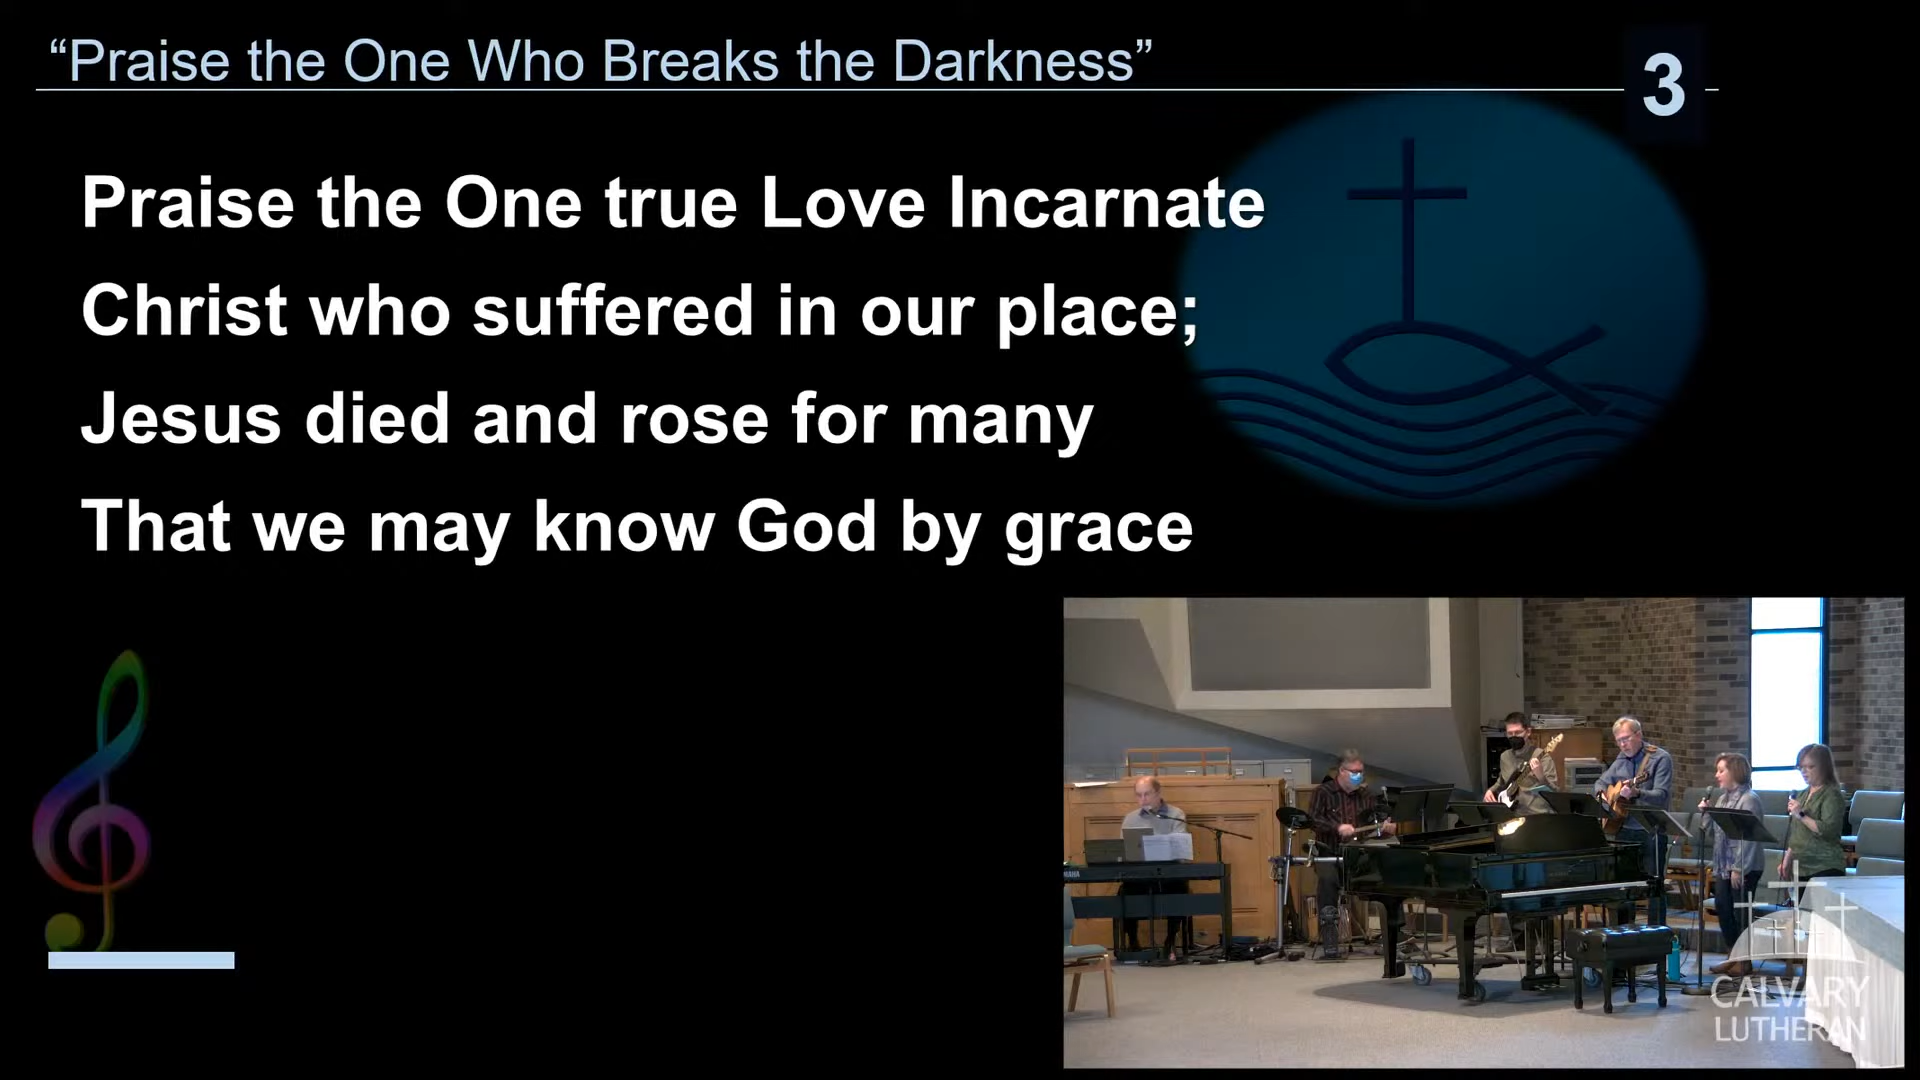 “Praise the One Who Breaks the Darkness”
3
Praise the One true Love Incarnate
Christ who suffered in our place;
Jesus died and rose for many
That we may know God by grace
YAMAHA
CALVARY
LUTHERAN